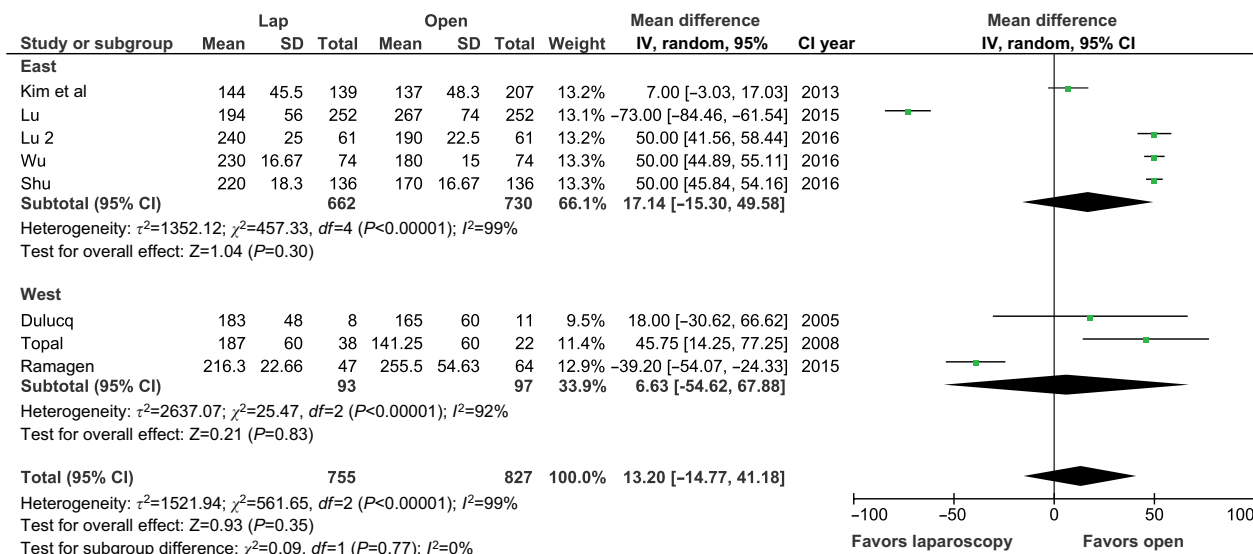 Lap Open Mean difference Mean difference
Study or subgroup Mean SD Total Mean SD Total Weight IV, random, 95% CI year IV, random, 95% CI
East
Kim et al 144 45.5 139 137 48.3 207 13.2% 7.00 [−3.03, 17.03] 2013
Lu 194 56 252 267 74 252 13.1% −73.00 [−84.46, −61.54] 2015
Lu 2 240 25 61 190 22.5 61 13.2% 50.00 [41.56, 58.44] 2016
Wu 230 16.67 74 180 15 74 13.3% 50.00 [44.89, 55.11] 2016
Shu 220 18.3 136 170 16.67 136 13.3% 50.00 [45.84, 54.16] 2016
Subtotal (95% CI) 662 730 66.1% 17.14 [−15.30, 49.58]
Heterogeneity: τ²=1352.12; χ²=457.33, df=4 (P<0.00001); I²=99%
Test for overall effect: Z=1.04 (P=0.30)
West
Dulucq 183 48 8 165 60 11 9.5% 18.00 [−30.62, 66.62] 2005
Topal 187 60 38 141.25 60 22 11.4% 45.75 [14.25, 77.25] 2008
Ramagen 216.3 22.66 47 255.5 54.63 64 12.9% −39.20 [−54.07, −24.33] 2015
Subtotal (95% CI) 93 97 33.9% 6.63 [−54.62, 67.88]
Heterogeneity: τ²=2637.07; χ²=25.47, df=2 (P<0.00001); I²=92%
Test for overall effect: Z=0.21 (P=0.83)
Total (95% CI) 755 827 100.0% 13.20 [−14.77, 41.18]
Heterogeneity: τ²=1521.94; χ²=561.65, df=2 (P<0.00001); I²=99%
−100 −50 0 50 100
Test for overall effect: Z=0.93 (P=0.35)
Favors laparoscopy Favors open
Test for subgroup difference: χ²=0.09, df=1 (P=0.77); I²=0%